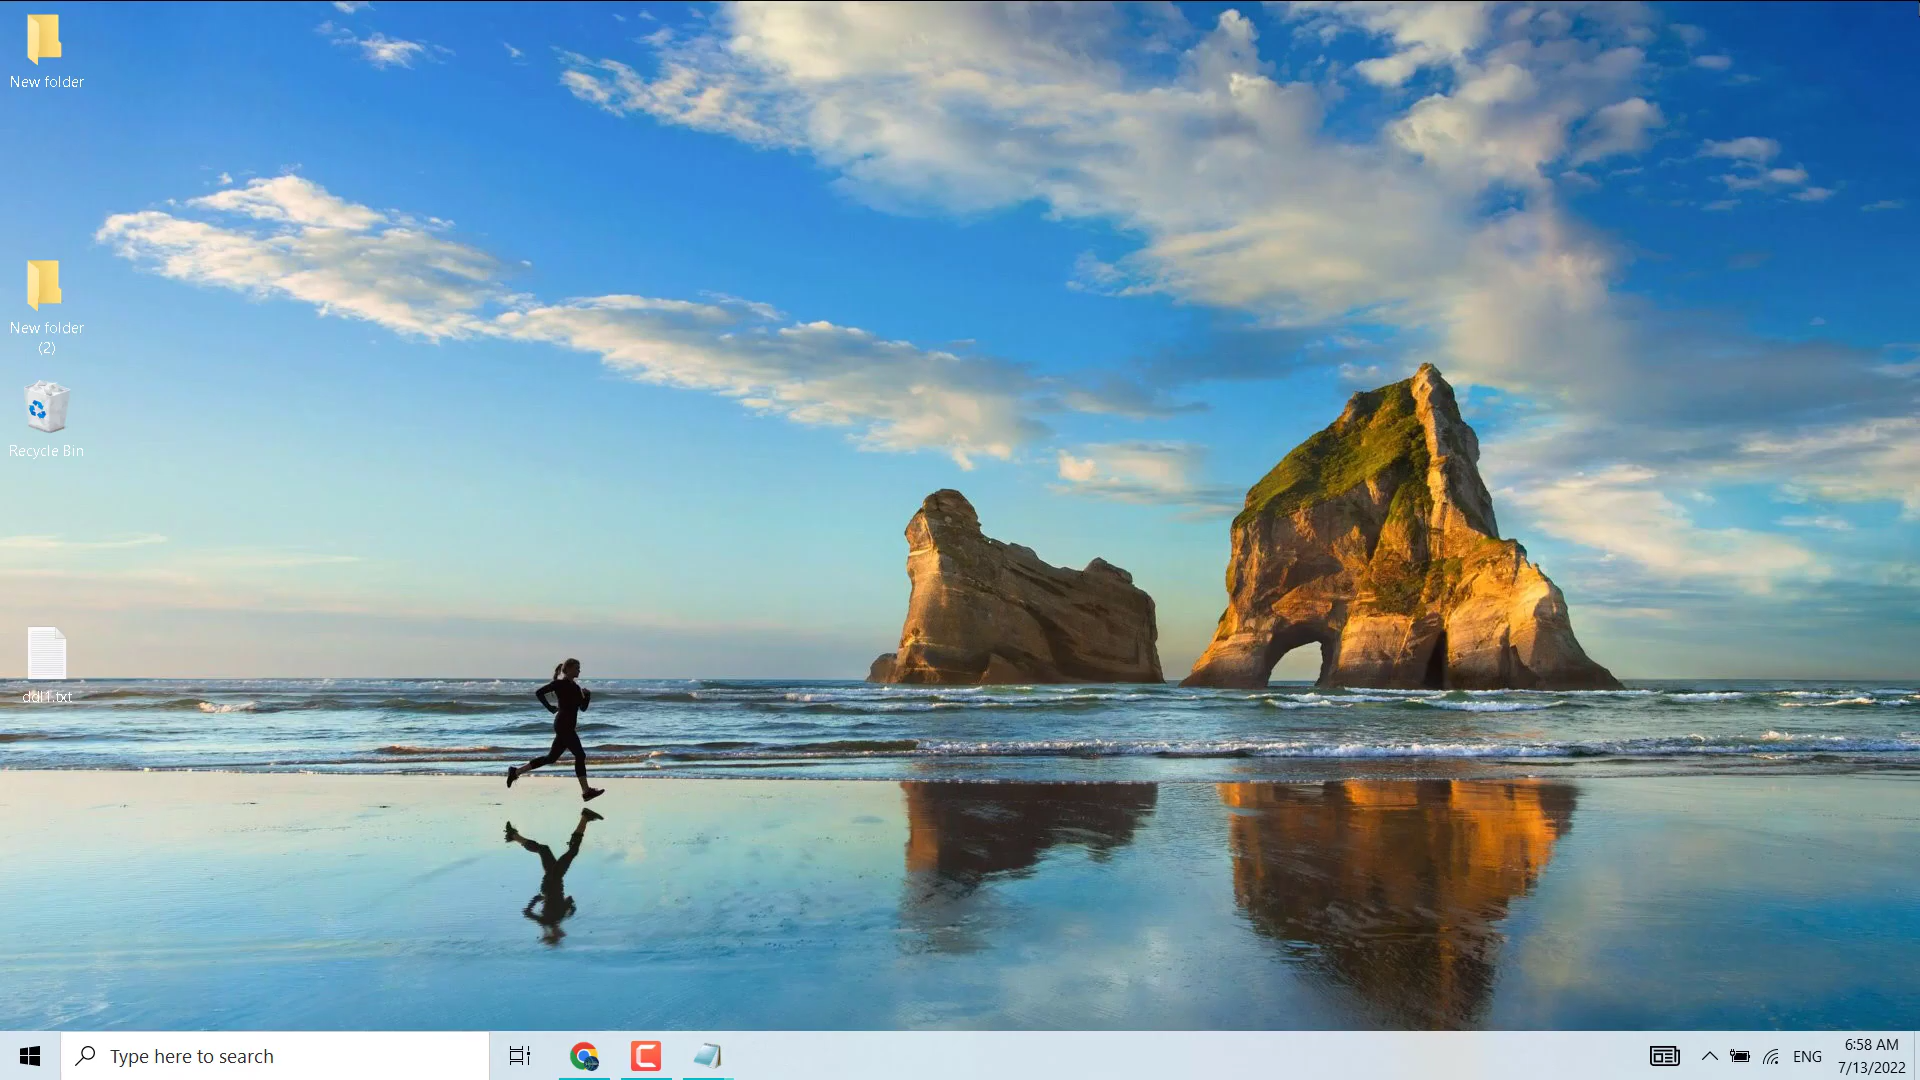 New folder
New folder
(2)
Recycle Bin
ddl1.txt
Type here to search
ENG
6:58 AM
7/13/2022